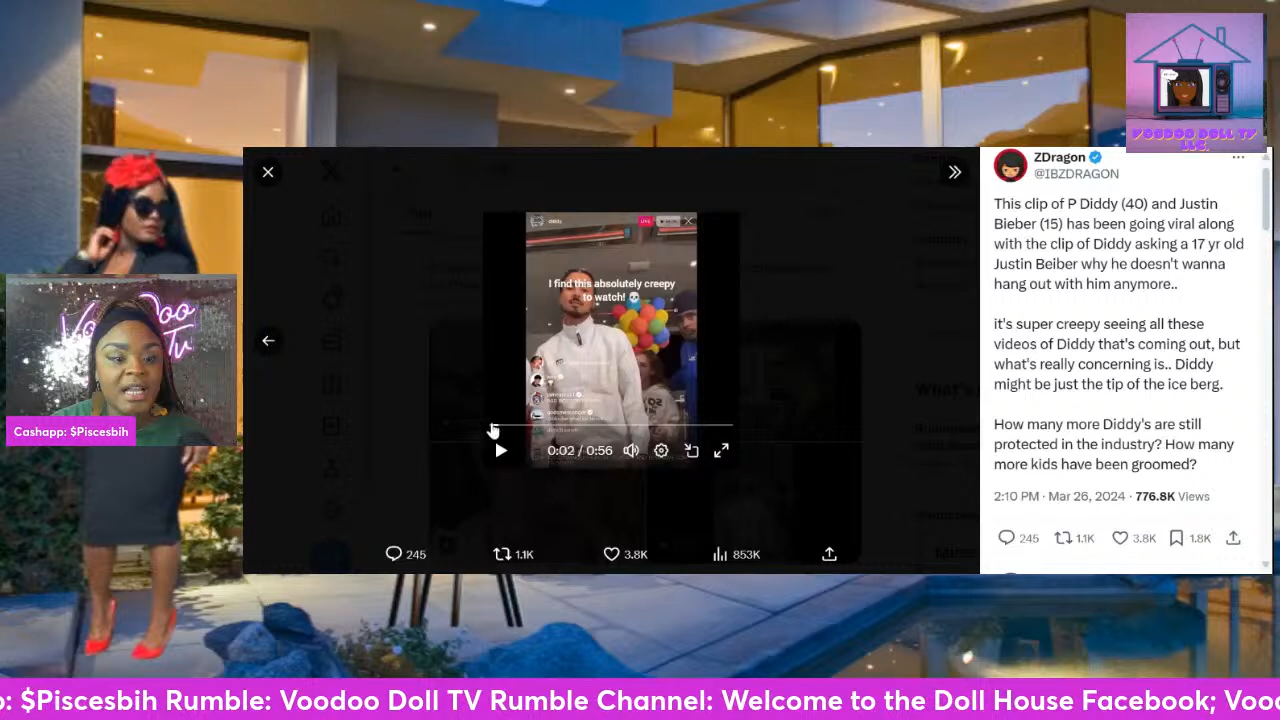 VOODOO DOLL TV
LLC.
ZDragon
@IBZDRAGON
This clip of P Diddy (40) and Justin
Bieber (15) has been going viral along
with the clip of Diddy asking a 17 yr old
Justin Beiber why he doesn't wanna
hang out with him anymore..
it's super creepy seeing all these
videos of Diddy that's coming out, but
what's really concerning is.. Diddy
might be just the tip of the ice berg.
How many more Diddy's are still
protected in the industry? How many
more kids have been groomed?
2:10 PM · Mar 26, 2024 · 776.8K Views
245 1.1K 3.8K 1.8K
LIVE
I find this absolutely creepy
to watch! 💀
0:02 / 0:56
245 1.1K 3.8K 853K
Voodoo
Tv
Cashapp: $Piscesbih
p: $Piscesbih Rumble: Voodoo Doll TV Rumble Channel: Welcome to the Doll House Facebook; Vood